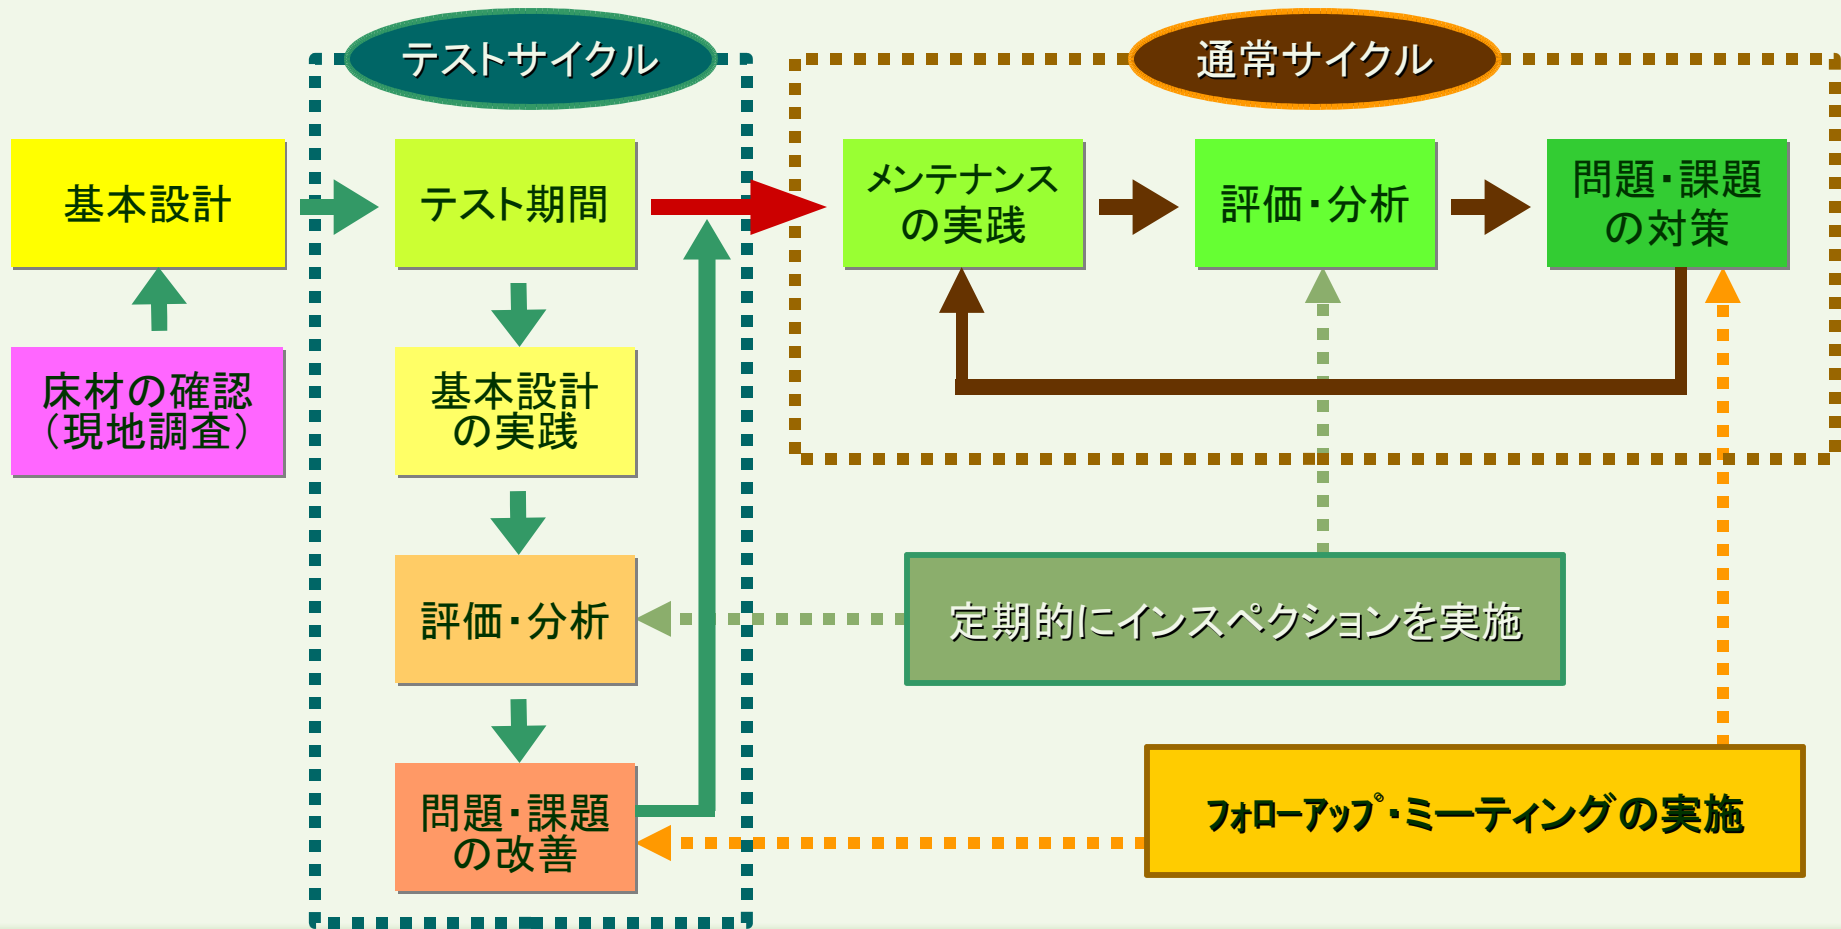 テストサイクル
通常サイクル
基本設計
テスト期間
メンテナンス
の実践
評価・分析
問題・課題
の対策
床材の確認
（現地調査）
基本設計
の実践
評価・分析
定期的にインスペクションを実施
問題・課題
の改善
フォローアップ・ミーティングの実施